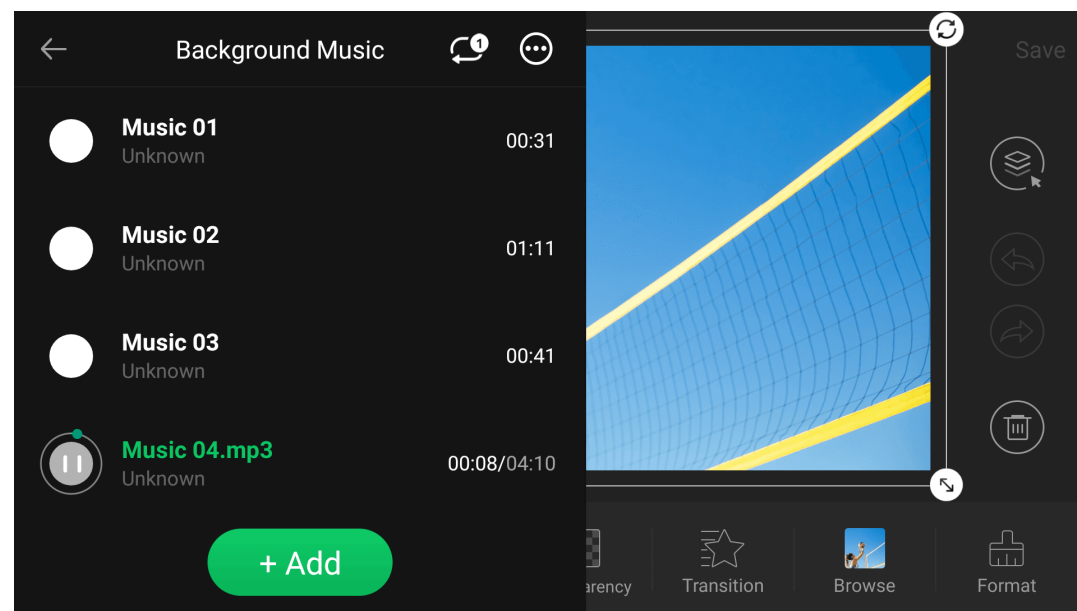 Background Music
1
Save
Music 01
Unknown
00:31
Music 02
Unknown
01:11
Music 03
Unknown
00:41
Music 04.mp3
Unknown
00:08/04:10
+ Add
arency
Transition
Browse
Format